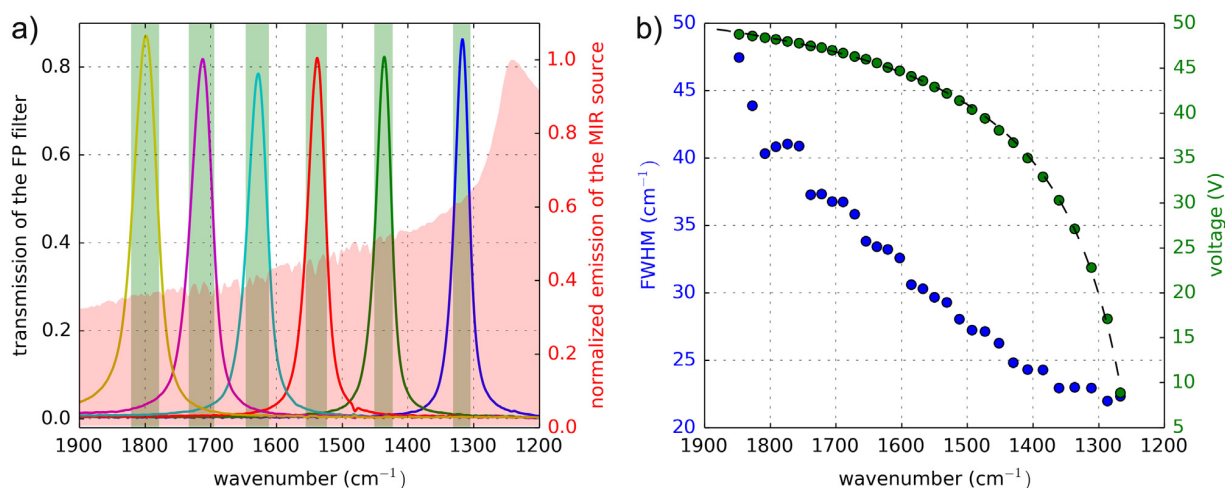 a)
transmission of the FP filter
0.8
0.6
0.4
0.2
0.0
1900 1800 1700 1600 1500 1400 1300 1200
wavenumber (cm⁻¹)
1.0
0.8
0.6
0.4
0.2
0.0
normalized emission of the MIR source
b)
FWHM (cm⁻¹)
50
45
40
35
30
25
20
1900 1800 1700 1600 1500 1400 1300 1200
wavenumber (cm⁻¹)
50
45
40
35
30
25
20
15
10
5
voltage (V)